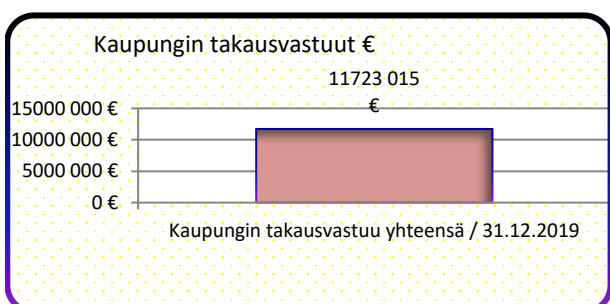 Kaupungin takausvastuut €
11723 015
€
15000 000 €
10000 000 €
5000 000 €
0 €
Kaupungin takausvastuu yhteensä / 31.12.2019